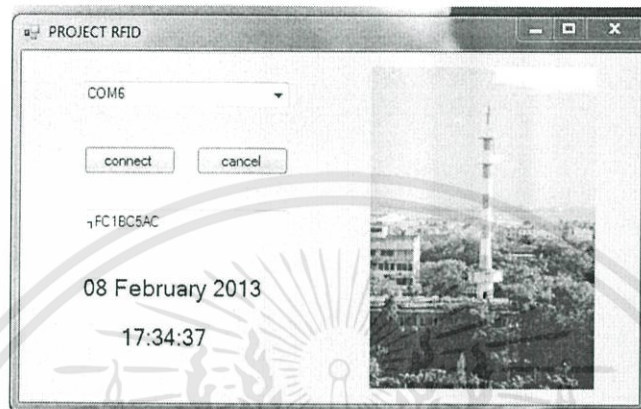 PROJECT RFID
COM6
connect cancel
┐FC1BC5AC
08 February 2013
17:34:37